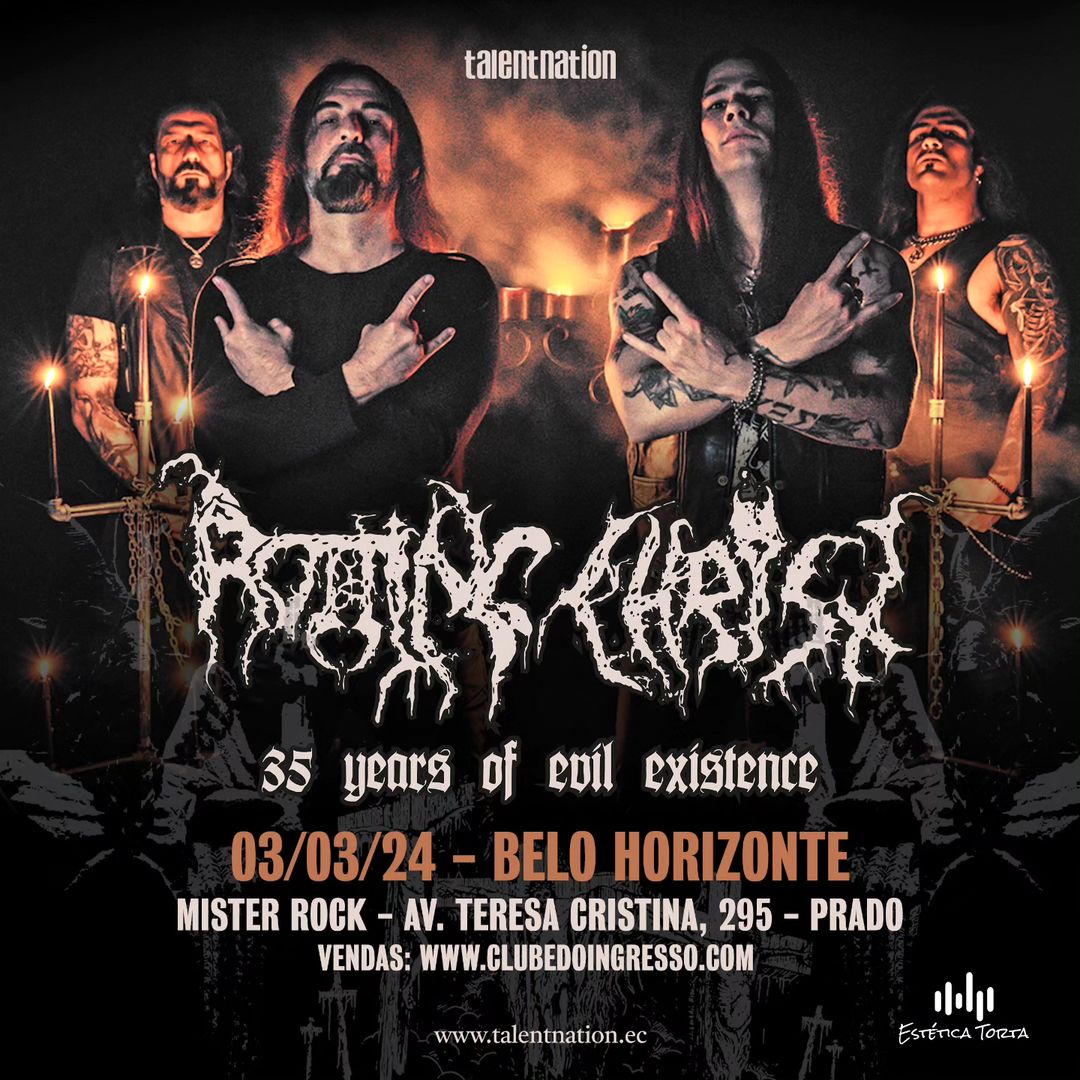 talentnation
ROTTING CHRIST
35 years of evil existence
03/03/24 - BELO HORIZONTE
MISTER ROCK - AV. TERESA CRISTINA, 295 - PRADO
VENDAS: WWW.CLUBEDOINGRESSO.COM
www.talentnation.ec
ESTÉTICA TORTA